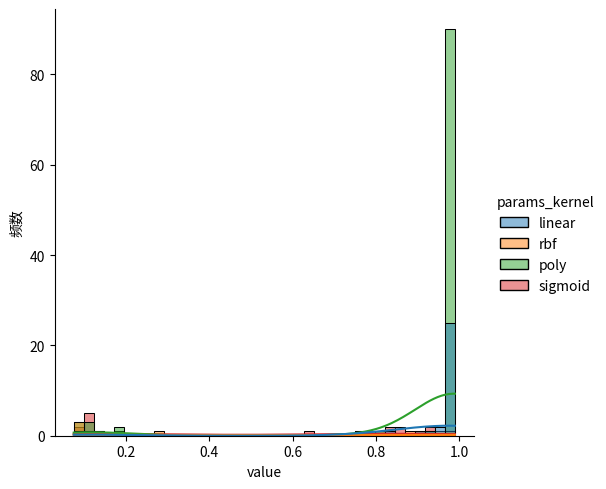 80
60
40
20
0
频数
0.2 0.4 0.6 0.8 1.0
value
params_kernel
linear
rbf
poly
sigmoid